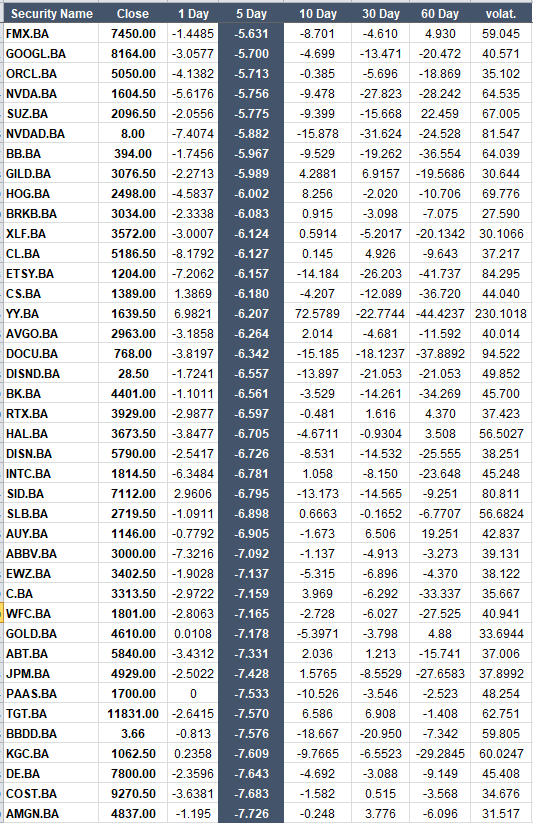 Security Name Close 1 Day 5 Day 10 Day 30 Day 60 Day volat.
FMX.BA 7450.00 -1.4485 -5.631 -8.701 -4.610 4.930 59.045
GOOGL.BA 8164.00 -3.0577 -5.700 -4.699 -13.471 -20.472 40.571
ORCL.BA 5050.00 -4.1382 -5.713 -0.385 -5.696 -18.869 35.102
NVDA.BA 1604.50 -5.6176 -5.756 -9.478 -27.823 -28.242 64.535
SUZ.BA 2096.50 -2.0556 -5.775 -9.399 -15.668 22.459 67.005
NVDAD.BA 8.00 -7.4074 -5.882 -15.878 -31.624 -24.528 81.547
BB.BA 394.00 -1.7456 -5.967 -9.529 -19.262 -36.554 64.039
GILD.BA 3076.50 -2.2713 -5.989 4.2881 6.9157 -19.5686 30.644
HOG.BA 2498.00 -4.5837 -6.002 8.256 -2.020 -10.706 69.776
BRKB.BA 3034.00 -2.3338 -6.083 0.915 -3.098 -7.075 27.590
XLF.BA 3572.00 -3.0007 -6.124 0.5914 -5.2017 -20.1342 30.1066
CL.BA 5186.50 -8.1792 -6.127 0.145 4.926 -9.643 37.217
ETSY.BA 1204.00 -7.2062 -6.157 -14.184 -26.203 -41.737 84.295
CS.BA 1389.00 1.3869 -6.180 -4.207 -12.089 -36.720 44.040
YY.BA 1639.50 6.9821 -6.207 72.5789 -22.7744 -44.4237 230.1018
AVGO.BA 2963.00 -3.1858 -6.264 2.014 -4.681 -11.592 40.014
DOCU.BA 768.00 -3.8197 -6.342 -15.185 -18.1237 -37.8892 94.522
DISND.BA 28.50 -1.7241 -6.557 -13.897 -21.053 -21.053 49.852
BK.BA 4401.00 -1.1011 -6.561 -3.529 -14.261 -34.269 45.700
RTX.BA 3929.00 -2.9877 -6.597 -0.481 1.616 4.370 37.423
HAL.BA 3673.50 -3.8477 -6.705 -4.6711 -0.9304 3.508 56.5027
DISN.BA 5790.00 -2.5417 -6.726 -8.531 -14.532 -25.555 38.251
INTC.BA 1814.50 -6.3484 -6.781 1.058 -8.150 -23.648 45.248
SID.BA 7112.00 2.9606 -6.795 -13.173 -14.565 -9.251 80.811
SLB.BA 2719.50 -1.0911 -6.898 0.6663 -0.1652 -6.7707 56.6824
AUY.BA 1146.00 -0.7792 -6.905 -1.673 6.506 19.251 42.837
ABBV.BA 3000.00 -7.3216 -7.092 -1.137 -4.913 -3.273 39.131
EWZ.BA 3402.50 -1.9028 -7.137 -5.315 -6.896 -4.370 38.122
C.BA 3313.50 -2.9722 -7.159 3.969 -6.292 -33.337 35.667
WFC.BA 1801.00 -2.8063 -7.165 -2.728 -6.027 -27.525 40.941
GOLD.BA 4610.00 0.0108 -7.178 -5.3971 -3.798 4.88 33.6944
ABT.BA 5840.00 -3.4312 -7.331 2.036 1.213 -15.741 37.006
JPM.BA 4929.00 -2.5022 -7.428 1.5765 -8.5529 -27.6583 37.8992
PAAS.BA 1700.00 0 -7.533 -10.526 -3.546 -2.523 48.254
TGT.BA 11831.00 -2.6415 -7.570 6.586 6.908 -1.408 62.751
BBDD.BA 3.66 -0.813 -7.576 -18.667 -20.950 -7.342 59.805
KGC.BA 1062.50 0.2358 -7.609 -9.7665 -6.5523 -29.2845 60.0247
DE.BA 7800.00 -2.3596 -7.643 -4.692 -3.088 -9.149 45.408
COST.BA 9270.50 -3.6381 -7.683 -1.582 0.515 -3.568 34.676
AMGN.BA 4837.00 -1.195 -7.726 -0.248 3.776 -6.096 31.517